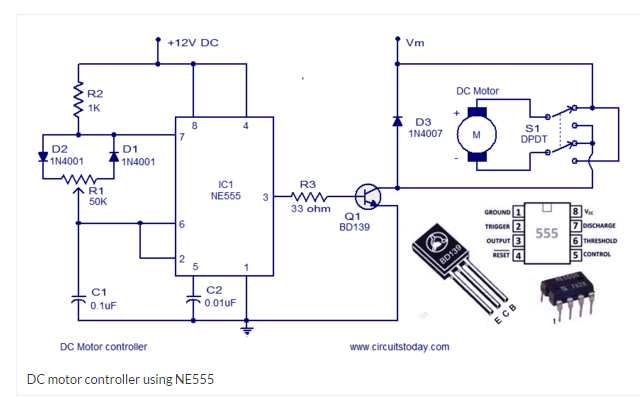 +12V DC
Vm
R2
1K
DC Motor
+
M
-
S1
DPDT
D3
1N4007
D2
1N4001
D1
1N4001
R1
50K
8
4
7
IC1
NE555
3
6
2
5
1
R3
33 ohm
Q1
BD139
C1
0.1uF
C2
0.01uF
GROUND 1
TRIGGER 2
OUTPUT 3
RESET 4
555
8 Vcc
7 DISCHARGE
6 THRESHOLD
5 CONTROL
BD139
E C B
1
DC Motor controller
www.circuitstoday.com
DC motor controller using NE555